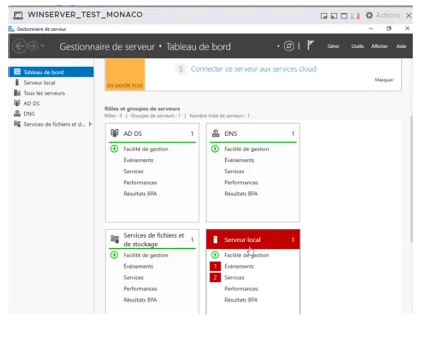 WINSERVER_TEST_MONACO
Actions
Gestionnaire de serveur
Gestionnaire de serveur • Tableau de bord
Gérer Outils Afficher Aide
Tableau de bord
Serveur local
Tous les serveurs
AD DS
DNS
Services de fichiers et d...
5 Connecter ce serveur aux services cloud
EN SAVOIR PLUS
Masquer
Rôles et groupes de serveurs
Rôles : 3 | Groupes de serveurs : 1 | Nombre total de serveurs : 1
AD DS 1
Facilité de gestion
Événements
Services
Performances
Résultats BPA
DNS 1
Facilité de gestion
Événements
Services
Performances
Résultats BPA
Services de fichiers et
de stockage 1
Facilité de gestion
Événements
Services
Performances
Résultats BPA
Serveur local 1
Facilité de gestion
1 Événements
2 Services
Performances
Résultats BPA